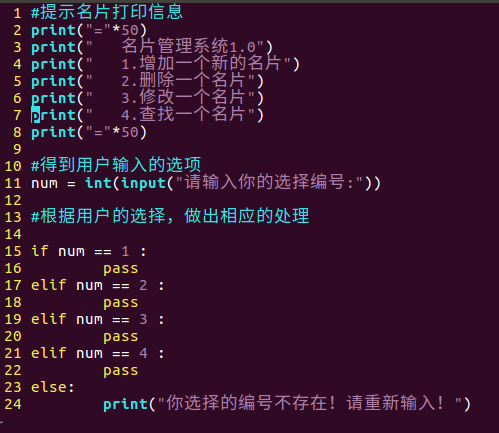 1 #提示名片打印信息
2 print("="*50)
3 print("   名片管理系统1.0")
4 print("   1.增加一个新的名片")
5 print("   2.删除一个名片")
6 print("   3.修改一个名片")
7 print("   4.查找一个名片")
8 print("="*50)
9
10 #得到用户输入的选项
11 num = int(input("请输入你的选择编号:"))
12
13 #根据用户的选择，做出相应的处理
14
15 if num == 1 :
16         pass
17 elif num == 2 :
18         pass
19 elif num == 3 :
20         pass
21 elif num == 4 :
22         pass
23 else:
24         print("你选择的编号不存在！请重新输入！")
~